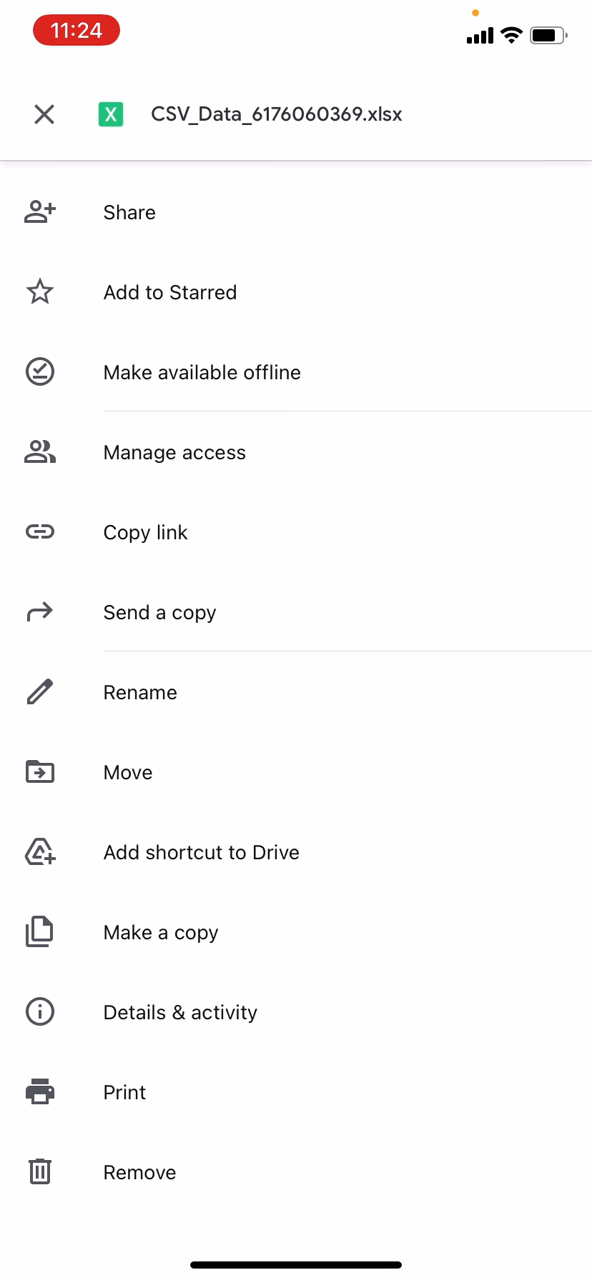 11:24
X CSV_Data_6176060369.xlsx
Share
Add to Starred
Make available offline
Manage access
Copy link
Send a copy
Rename
Move
Add shortcut to Drive
Make a copy
Details & activity
Print
Remove